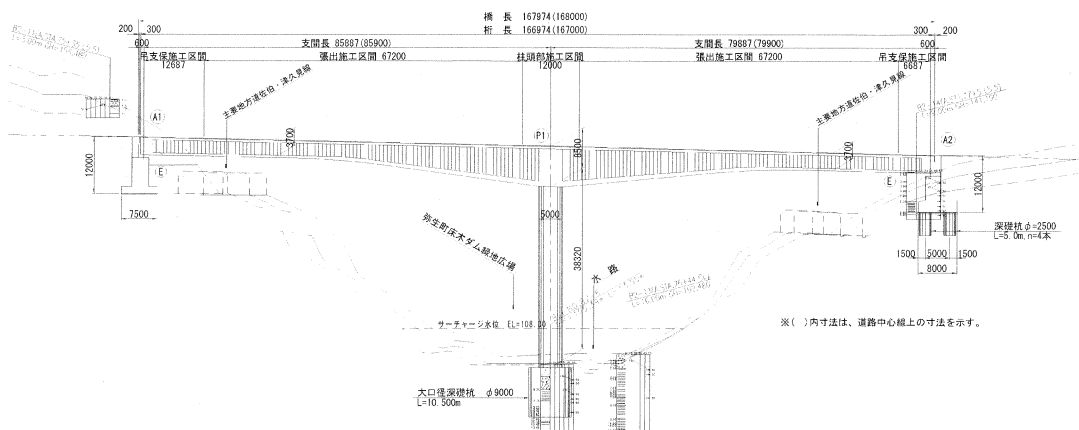 橋 長 167974(168000)
桁 長 166974(167000)
200 300
300 200
600
支間長 85887(85900)
支間長 79887(79900)
600
吊支保施工区間
張出施工区間 67200
柱頭部施工区間
張出施工区間 67200
吊支保施工区間
12687
12000
6687
主要地方道佐伯・津久見線
主要地方道佐伯・津久見線
(A1)
(P1)
(A2)
3700
8500
3700
12000
(E)
(E)
12000
7500
5000
38320
弥生町床木ダム緑地広場
水路
深礎杭 φ=2500
L=5.0m,n=4本
1500 5000 1500
8000
サーチャージ水位 EL=108.00
※( )内寸法は、道路中心線上の寸法を示す。
大口径深礎杭 φ9000
L=10.500m